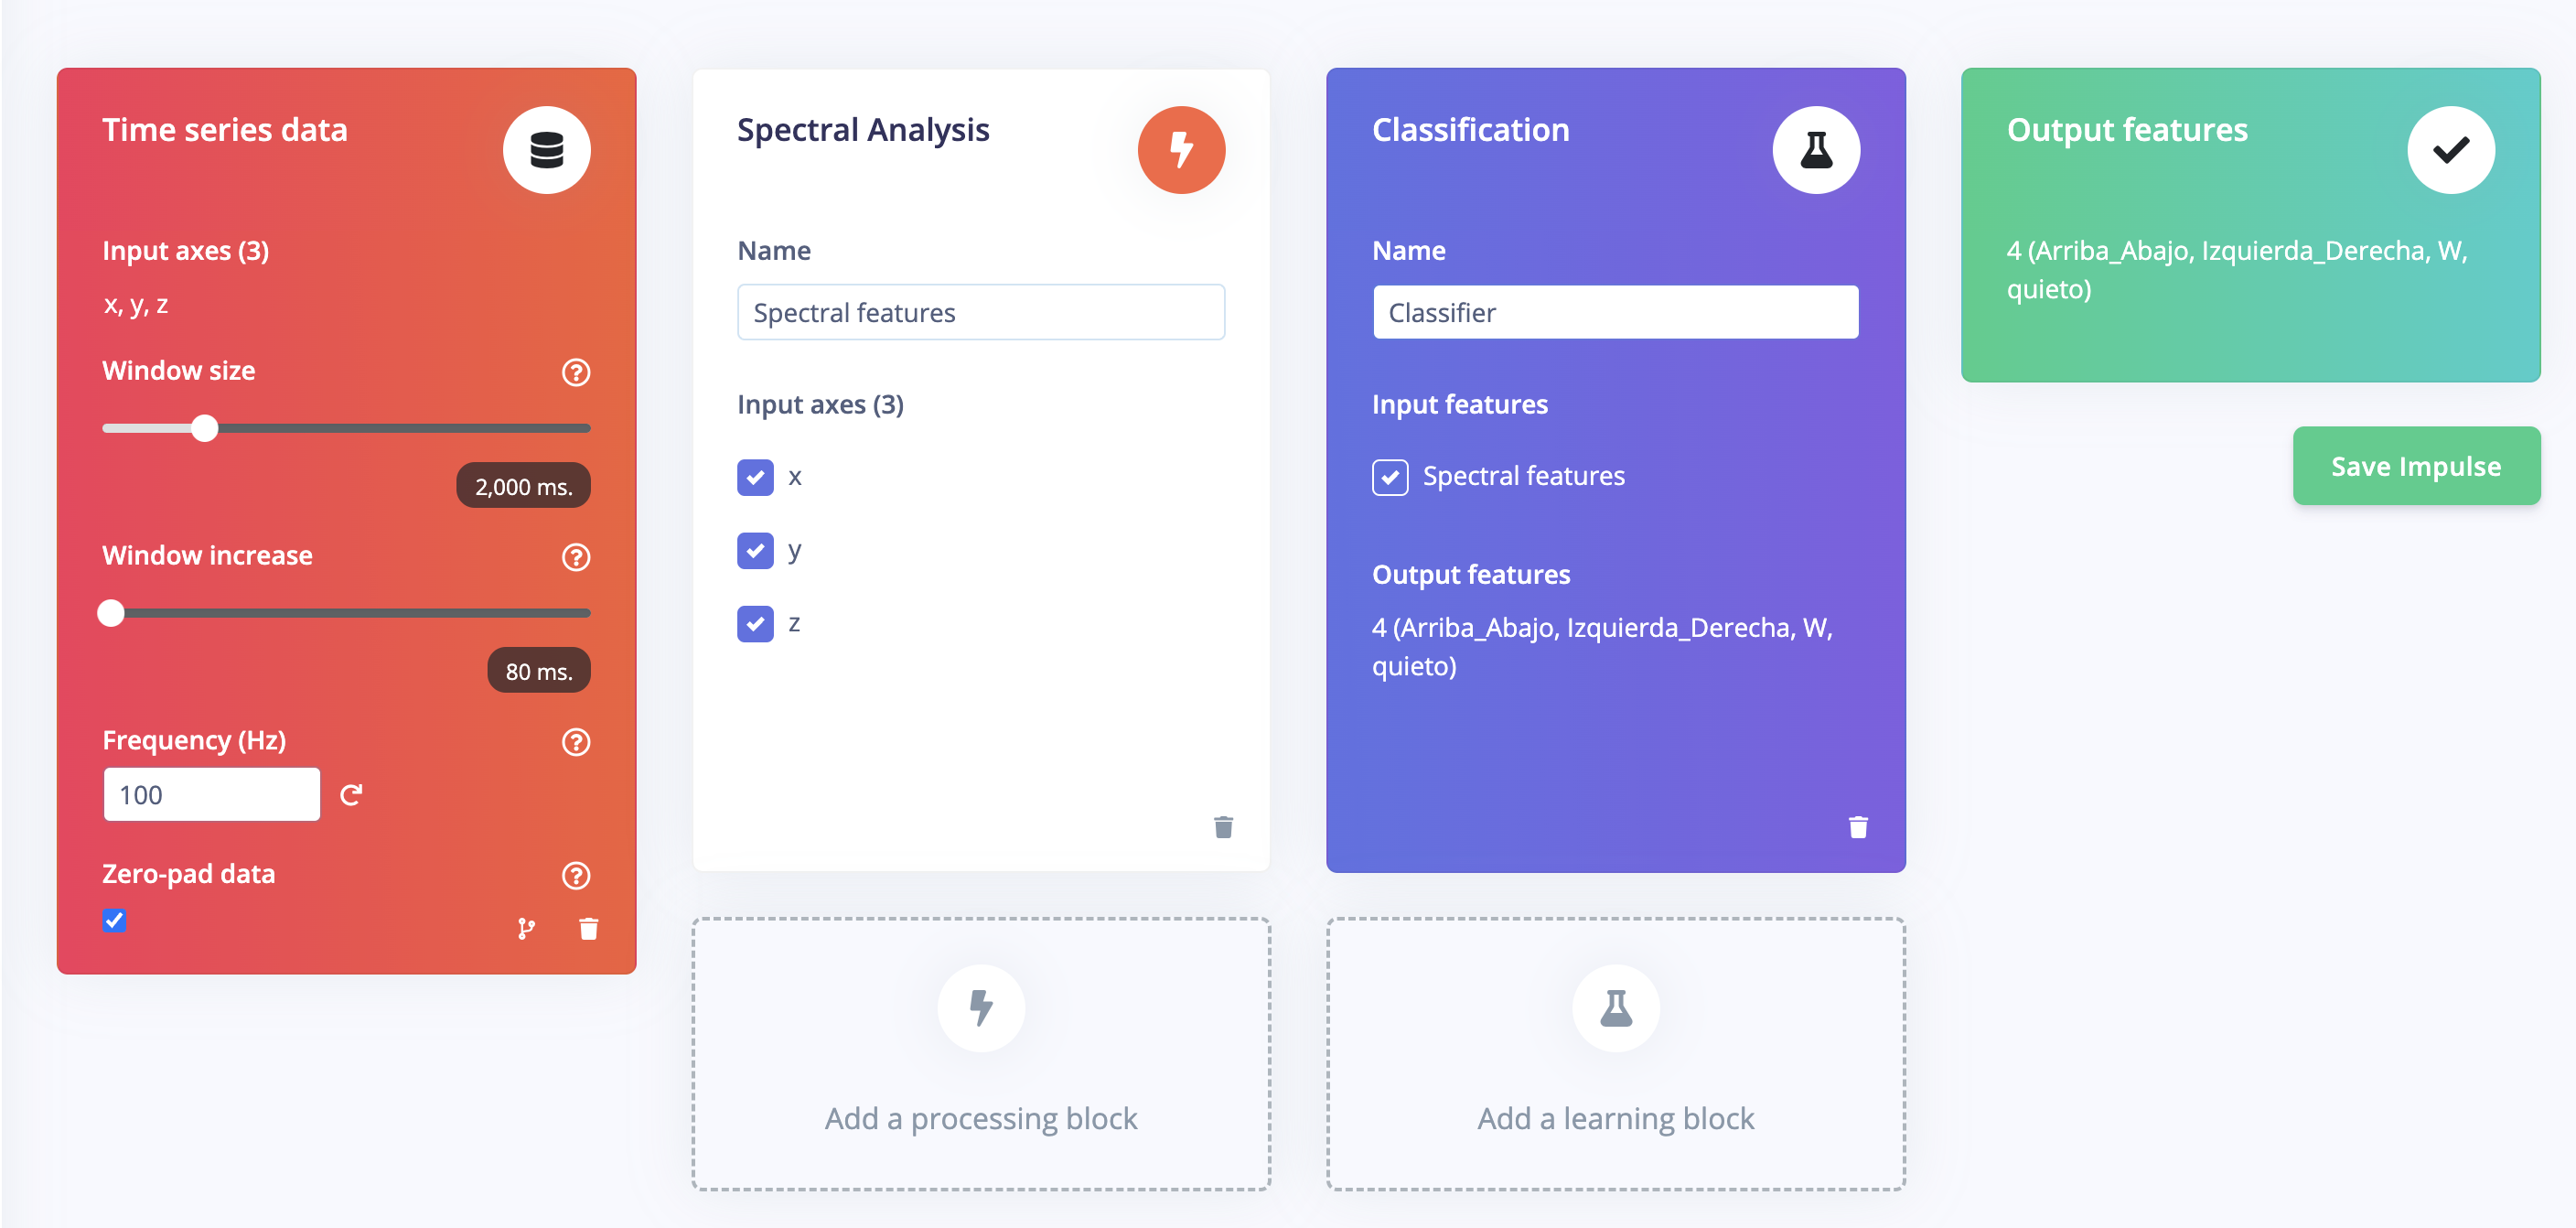 Time series data
Input axes (3)
x, y, z
Window size
2,000 ms.
Window increase
80 ms.
Frequency (Hz)
100
Zero-pad data
Spectral Analysis
Name
Spectral features
Input axes (3)
x
y
z
Add a processing block
Classification
Name
Classifier
Input features
Spectral features
Output features
4 (Arriba_Abajo, Izquierda_Derecha, W,
quieto)
Add a learning block
Output features
4 (Arriba_Abajo, Izquierda_Derecha, W,
quieto)
Save Impulse